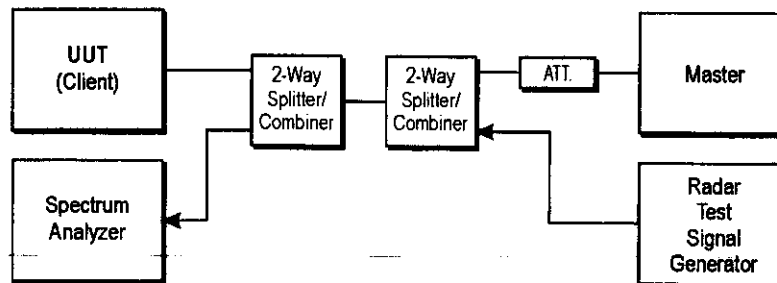 UUT
(Client)
2-Way
Splitter/
Combiner
2-Way
Splitter/
Combiner
ATT.
Master
Spectrum
Analyzer
Radar
Test
Signal
Generator